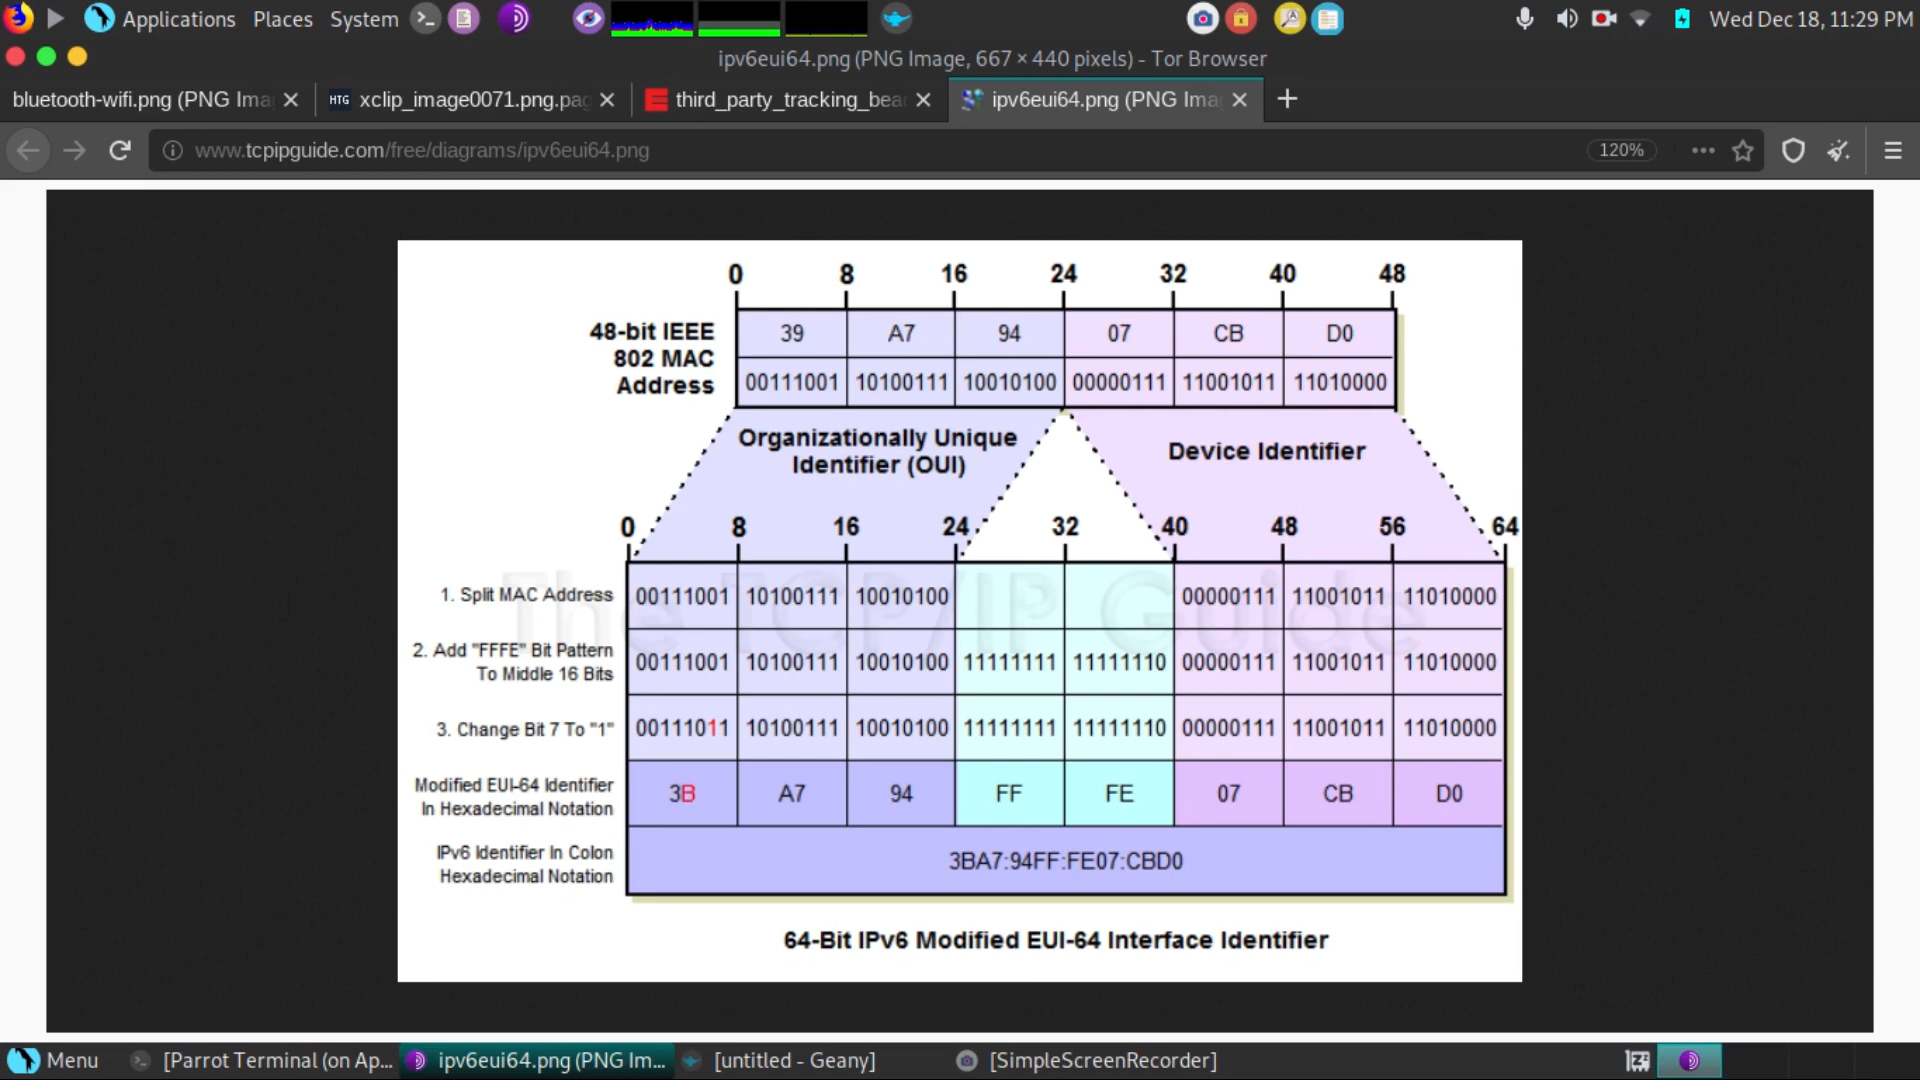 Applications Places System Wed Dec 18, 11:29 PM
ipv6eui64.png (PNG Image, 667 × 440 pixels) - Tor Browser
bluetooth-wifi.png (PNG Ima HTG xclip_image0071.png.pag third_party_tracking_bea ipv6eui64.png (PNG Ima
www.tcpipguide.com/free/diagrams/ipv6eui64.png 120%
0 8 16 24 32 40 48
48-bit IEEE
802 MAC
Address
39 A7 94 07 CB D0
00111001 10100111 10010100 00000111 11001011 11010000
Organizationally Unique
Identifier (OUI)
Device Identifier
0 8 16 24 32 40 48 56 64
The TCP/IP Guide
1. Split MAC Address 00111001 10100111 10010100 00000111 11001011 11010000
2. Add "FFFE" Bit Pattern
To Middle 16 Bits
00111001 10100111 10010100 11111111 11111110 00000111 11001011 11010000
3. Change Bit 7 To "1" 00111011 10100111 10010100 11111111 11111110 00000111 11001011 11010000
Modified EUI-64 Identifier
In Hexadecimal Notation
3B A7 94 FF FE 07 CB D0
IPv6 Identifier In Colon
Hexadecimal Notation
3BA7:94FF:FE07:CBD0
64-Bit IPv6 Modified EUI-64 Interface Identifier
Menu [Parrot Terminal (on Ap... ipv6eui64.png (PNG Im... [untitled - Geany] [SimpleScreenRecorder]